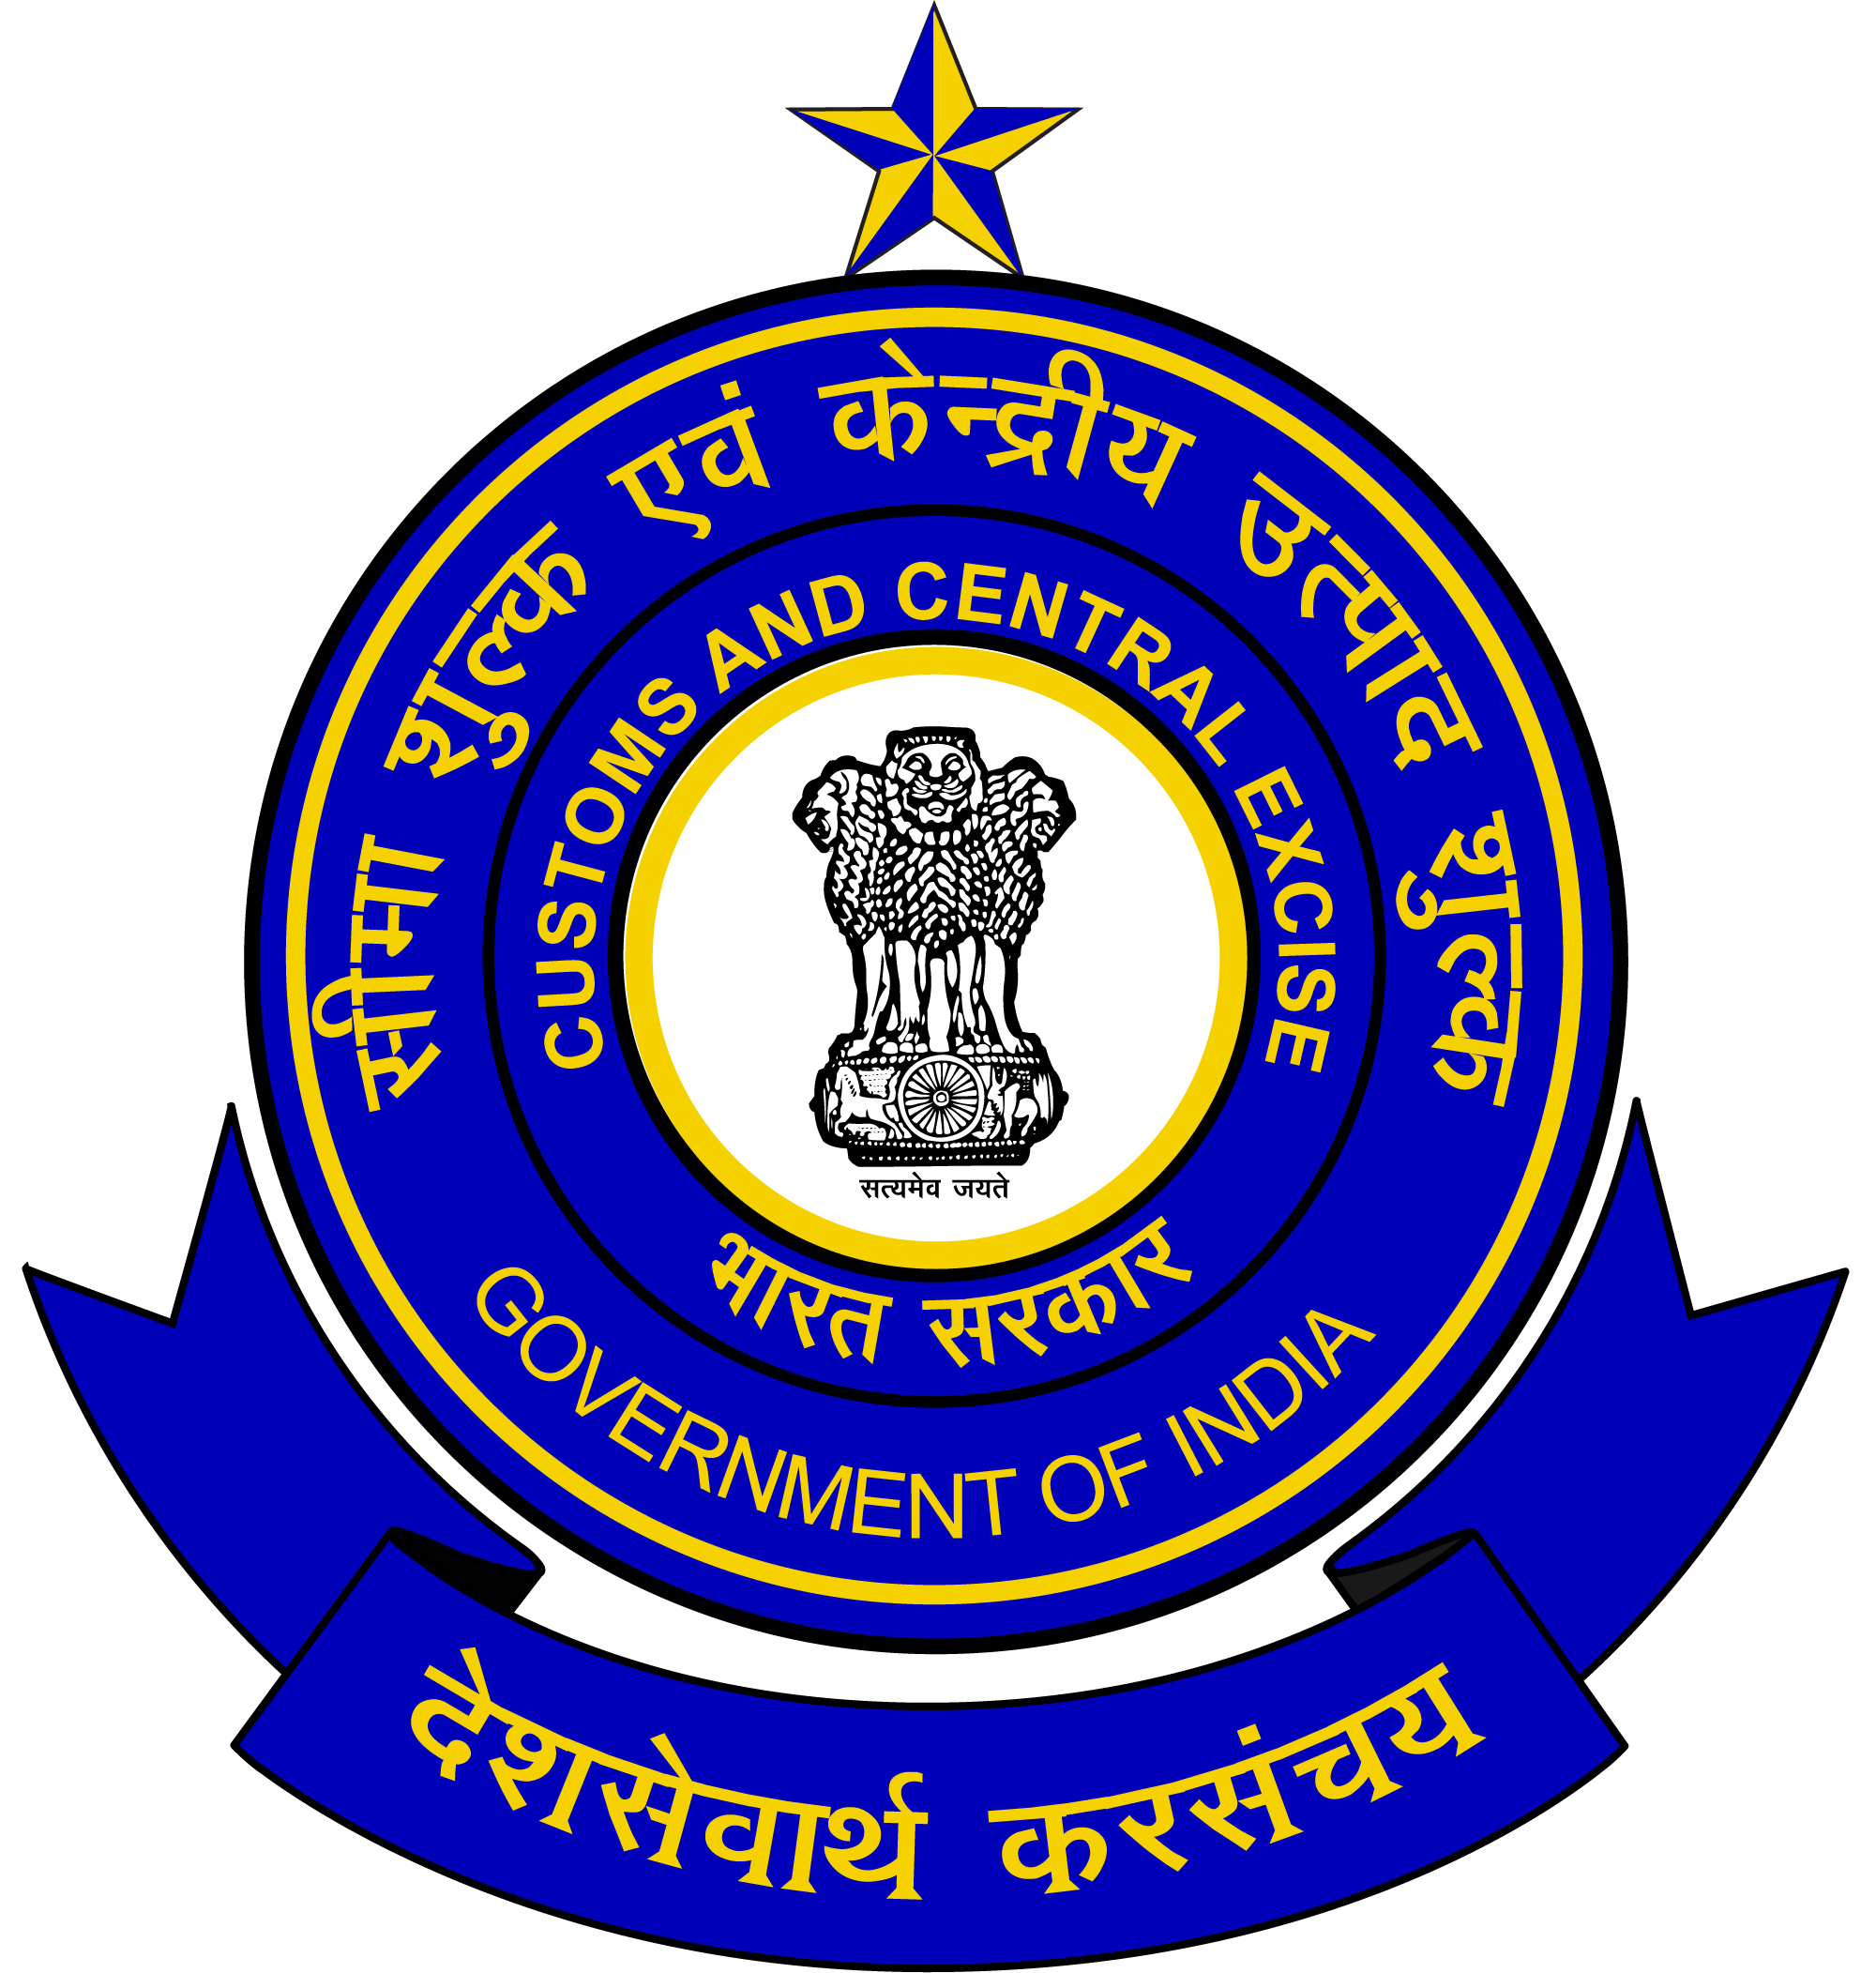 सीमा शुल्क एवं केन्द्रीय उत्पाद शुल्क
CUSTOMS AND CENTRAL EXCISE
सत्यमेव जयते
भारत सरकार
GOVERNMENT OF INDIA
देशसेवार्थ करसंचय